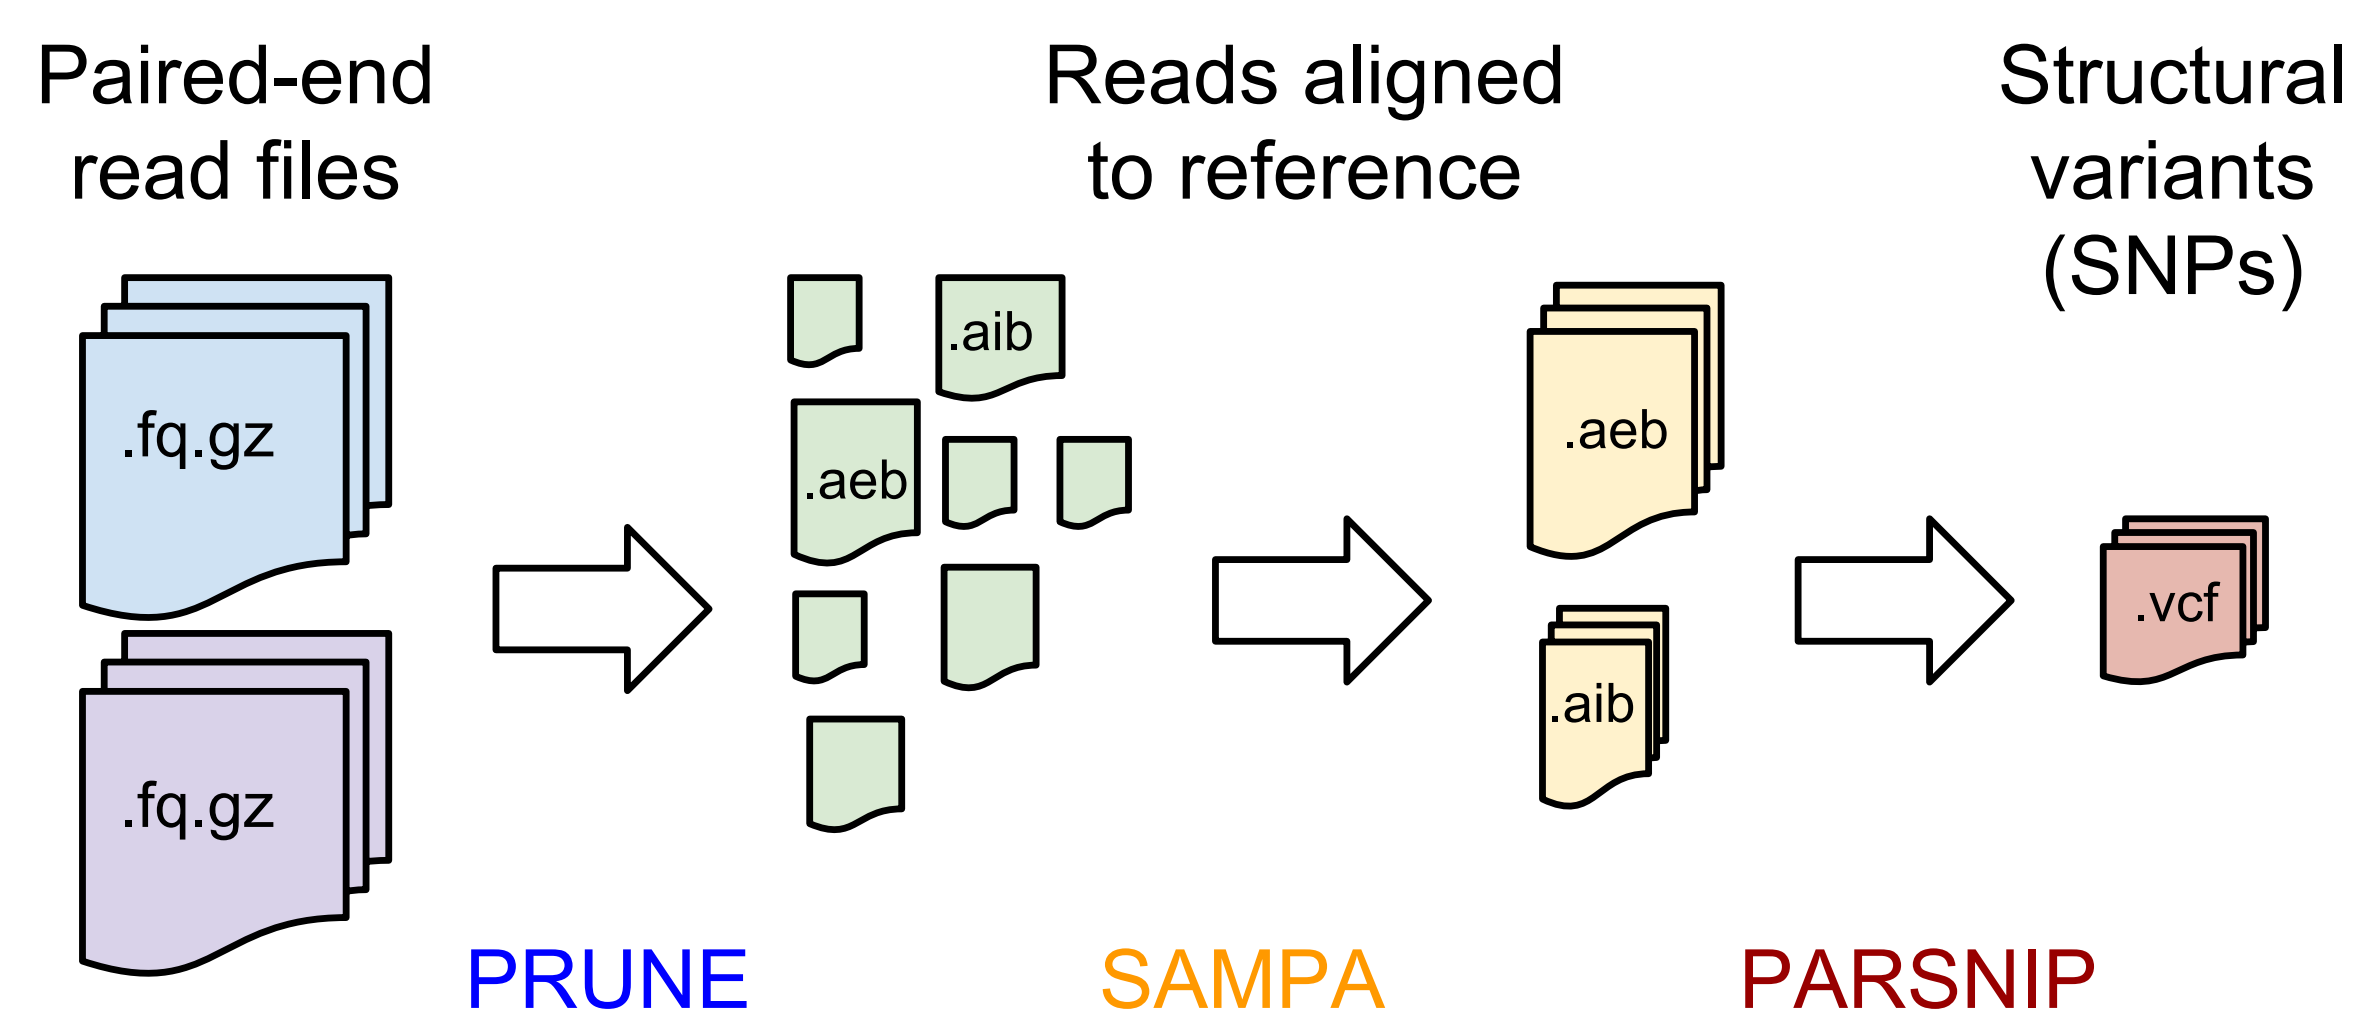 Paired-end
read files
Reads aligned
to reference
Structural
variants
(SNPs)
.fq.gz
.fq.gz
.aib
.aeb
.aeb
.aib
.vcf
PRUNE
SAMPA
PARSNIP